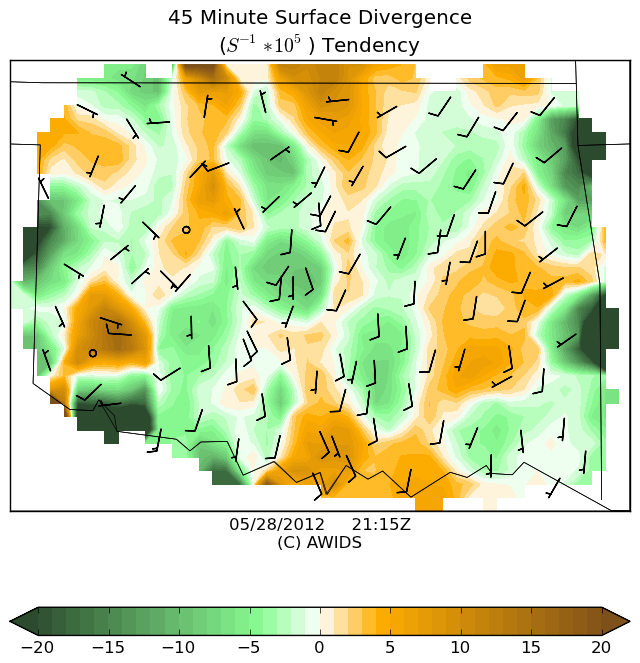 45 Minute Surface Divergence
(S⁻¹ * 10⁵ ) Tendency
05/28/2012 21:15Z
(C) AWIDS
−20 −15 −10 −5 0 5 10 15 20